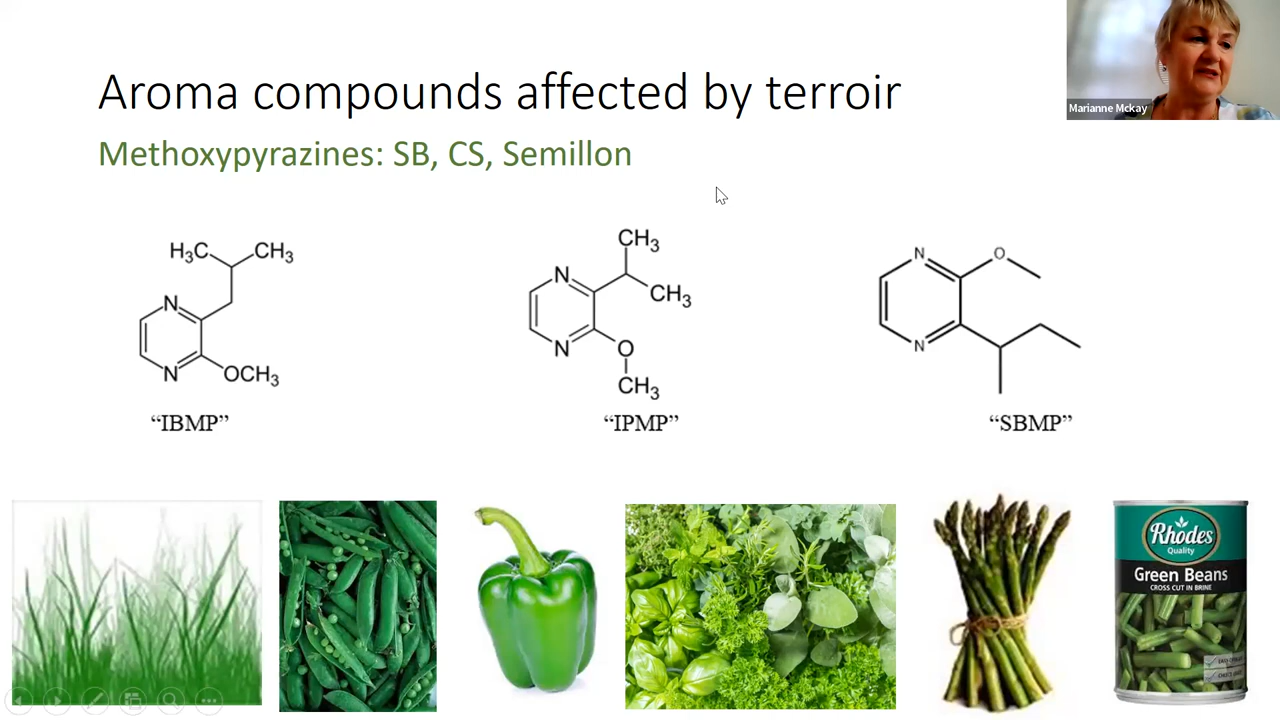 Aroma compounds affected by terroir
Marianne Mckay
Methoxypyrazines: SB, CS, Semillon
H₃C CH₃
N
N OCH₃
"IBMP"
CH₃
N CH₃
N O
CH₃
"IPMP"
N O
N
"SBMP"
Rhodes
Quality
Green Beans
CROSS CUT IN BRINE